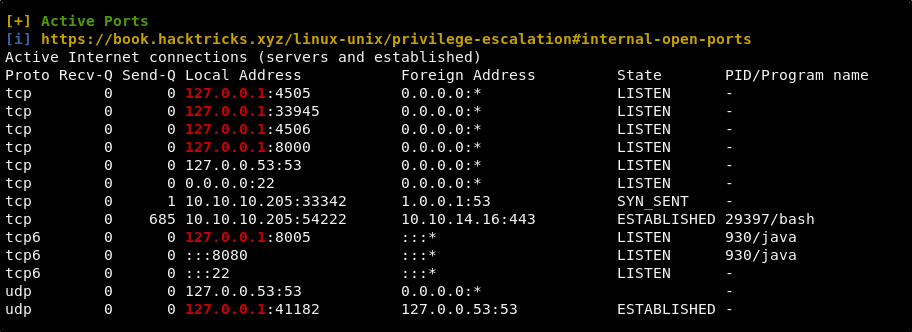 [+] Active Ports
[i] https://book.hacktricks.xyz/linux-unix/privilege-escalation#internal-open-ports
Active Internet connections (servers and established)
Proto Recv-Q Send-Q Local Address           Foreign Address         State       PID/Program name
tcp        0      0 127.0.0.1:4505          0.0.0.0:*               LISTEN      -
tcp        0      0 127.0.0.1:33945         0.0.0.0:*               LISTEN      -
tcp        0      0 127.0.0.1:4506          0.0.0.0:*               LISTEN      -
tcp        0      0 127.0.0.1:8000          0.0.0.0:*               LISTEN      -
tcp        0      0 127.0.0.53:53           0.0.0.0:*               LISTEN      -
tcp        0      0 0.0.0.0:22              0.0.0.0:*               LISTEN      -
tcp        0      1 10.10.10.205:33342      1.0.0.1:53              SYN_SENT    -
tcp        0    685 10.10.10.205:54222      10.10.14.16:443         ESTABLISHED 29397/bash
tcp6       0      0 127.0.0.1:8005          :::*                    LISTEN      930/java
tcp6       0      0 :::8080                 :::*                    LISTEN      930/java
tcp6       0      0 :::22                   :::*                    LISTEN      -
udp        0      0 127.0.0.53:53           0.0.0.0:*                           -
udp        0      0 127.0.0.1:41182         127.0.0.53:53           ESTABLISHED -